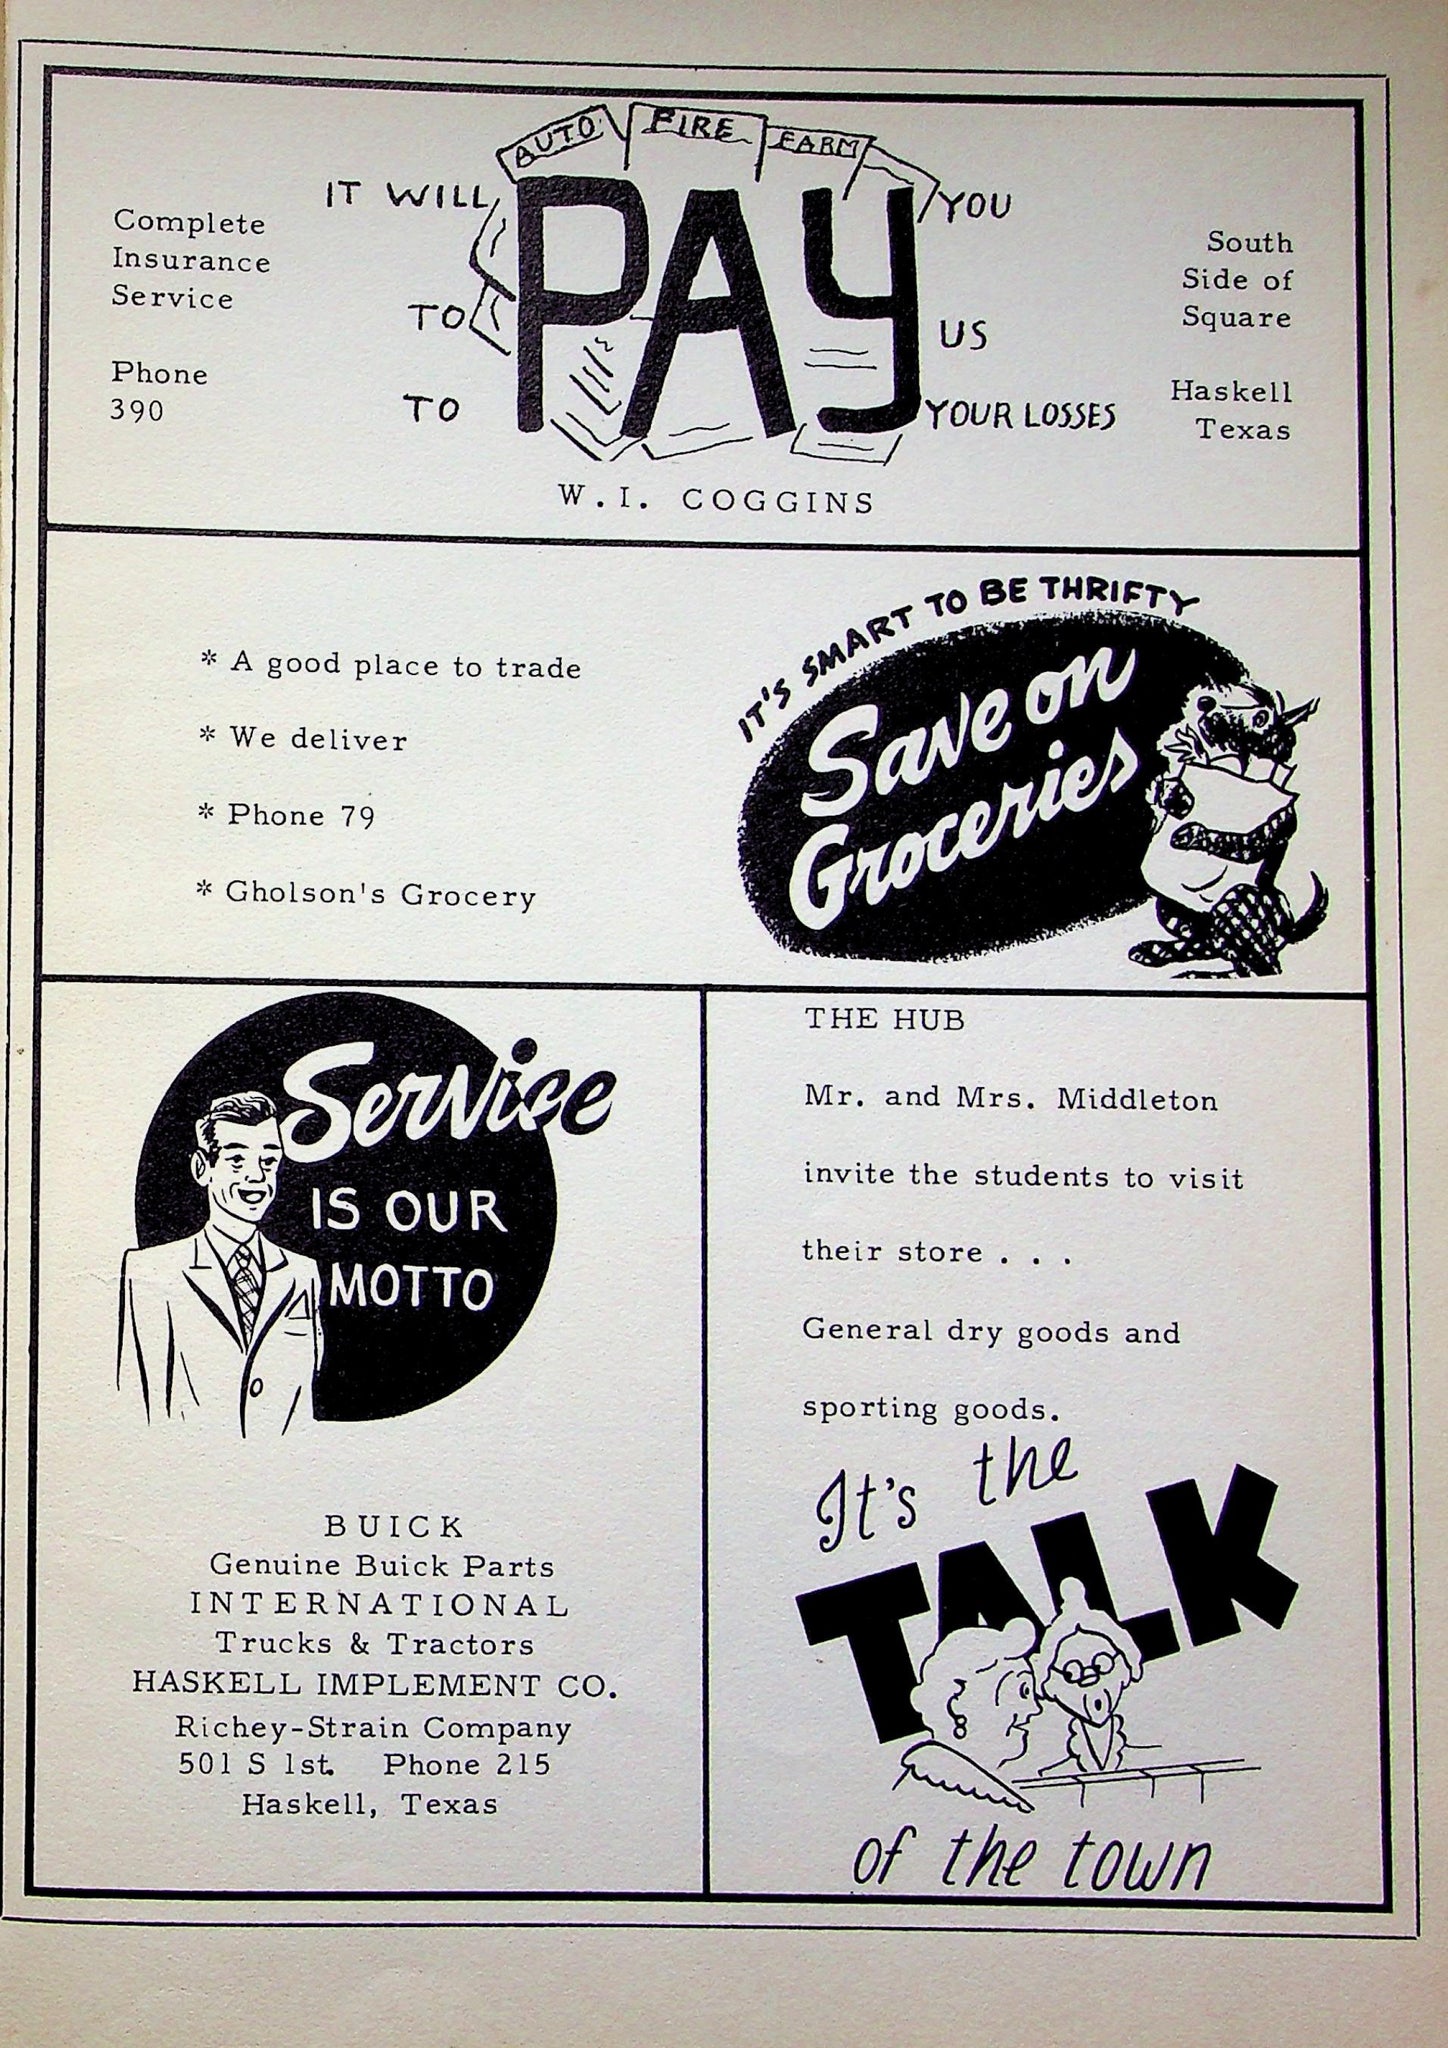 AUTO FIRE FARM
IT WILL PAY YOU
TO PAY US
TO PAY YOUR LOSSES
Complete
Insurance
Service
Phone
390
South
Side of
Square
Haskell
Texas
W.I. COGGINS
* A good place to trade
* We deliver
* Phone 79
* Gholson's Grocery
IT'S SMART TO BE THRIFTY
Save on
Groceries
Service
IS OUR
MOTTO
BUICK
Genuine Buick Parts
INTERNATIONAL
Trucks & Tractors
HASKELL IMPLEMENT CO.
Richey-Strain Company
501 S 1st. Phone 215
Haskell, Texas
THE HUB
Mr. and Mrs. Middleton
invite the students to visit
their store . . .
General dry goods and
sporting goods.
It's the
TALK
of the town